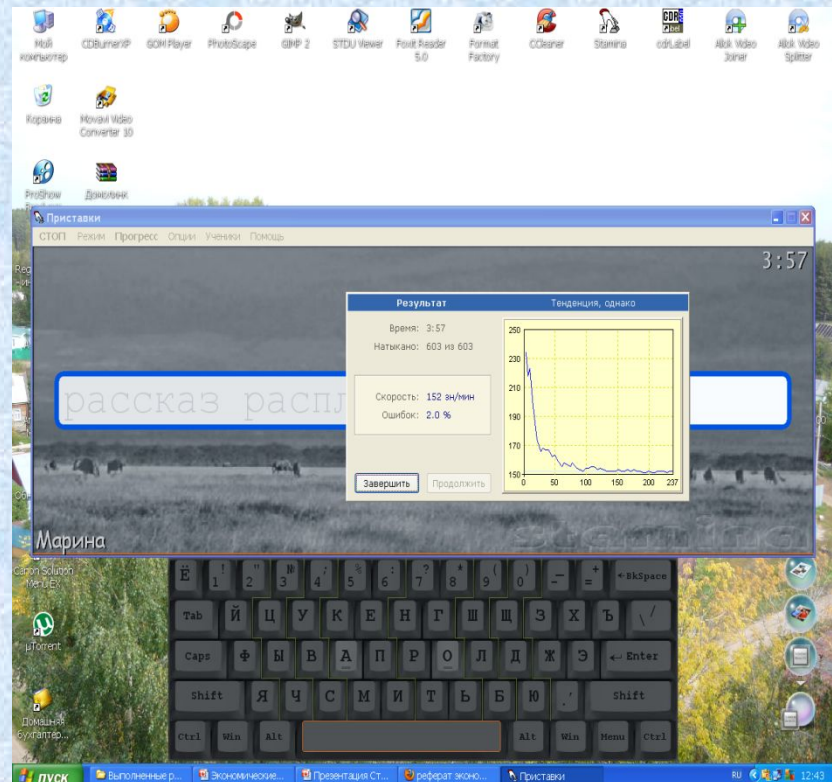 Мой компьютер
CDBurnerXP
GOM Player
PhotoScape
GIMP 2
STDU Viewer
Foxit Reader 5.0
Format Factory
CCleaner
Stamina
cdrLabel
Allok Video Joiner
Allok Video Splitter
Корзина
Movavi Video Converter 10
ProShow
Приставки
СТОП Режим Прогресс Опции Ученики Помощь
3:57
Результат
Тенденция, однако
Время: 3:57
Натыкано: 603 из 603
Скорость: 152 зн/мин
Ошибок: 2.0 %
Завершить
Продолжить
250
230
210
190
170
150
0 50 100 150 200 237
рассказ распл
Марина
stamina
Ё ! 1 " 2 № 3 ; 4 % 5 : 6 ? 7 * 8 ( 9 ) 0 _ - + = ←BkSpace
Tab Й Ц У К Е Н Г Ш Щ З Х Ъ \ /
Caps Ф Ы В А П Р О Л Д Ж Э ↵ Enter
Shift Я Ч С М И Т Ь Б Ю , . Shift
Ctrl Win Alt Alt Win Menu Ctrl
Canon Solution Menu EX
µTorrent
Домашняя бухгалтер...
пуск
Выполненные р...
Экономические...
Презентация Ст...
реферат эконо...
Приставки
RU
12:43